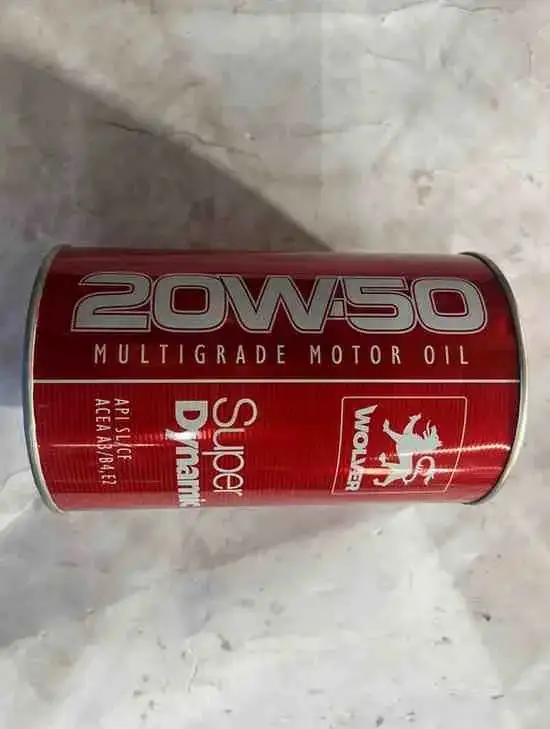 20W-50
MULTIGRADE MOTOR OIL
WOLVER
Super
Dynamic
API SL/CF
ACEA A3/B4, E2